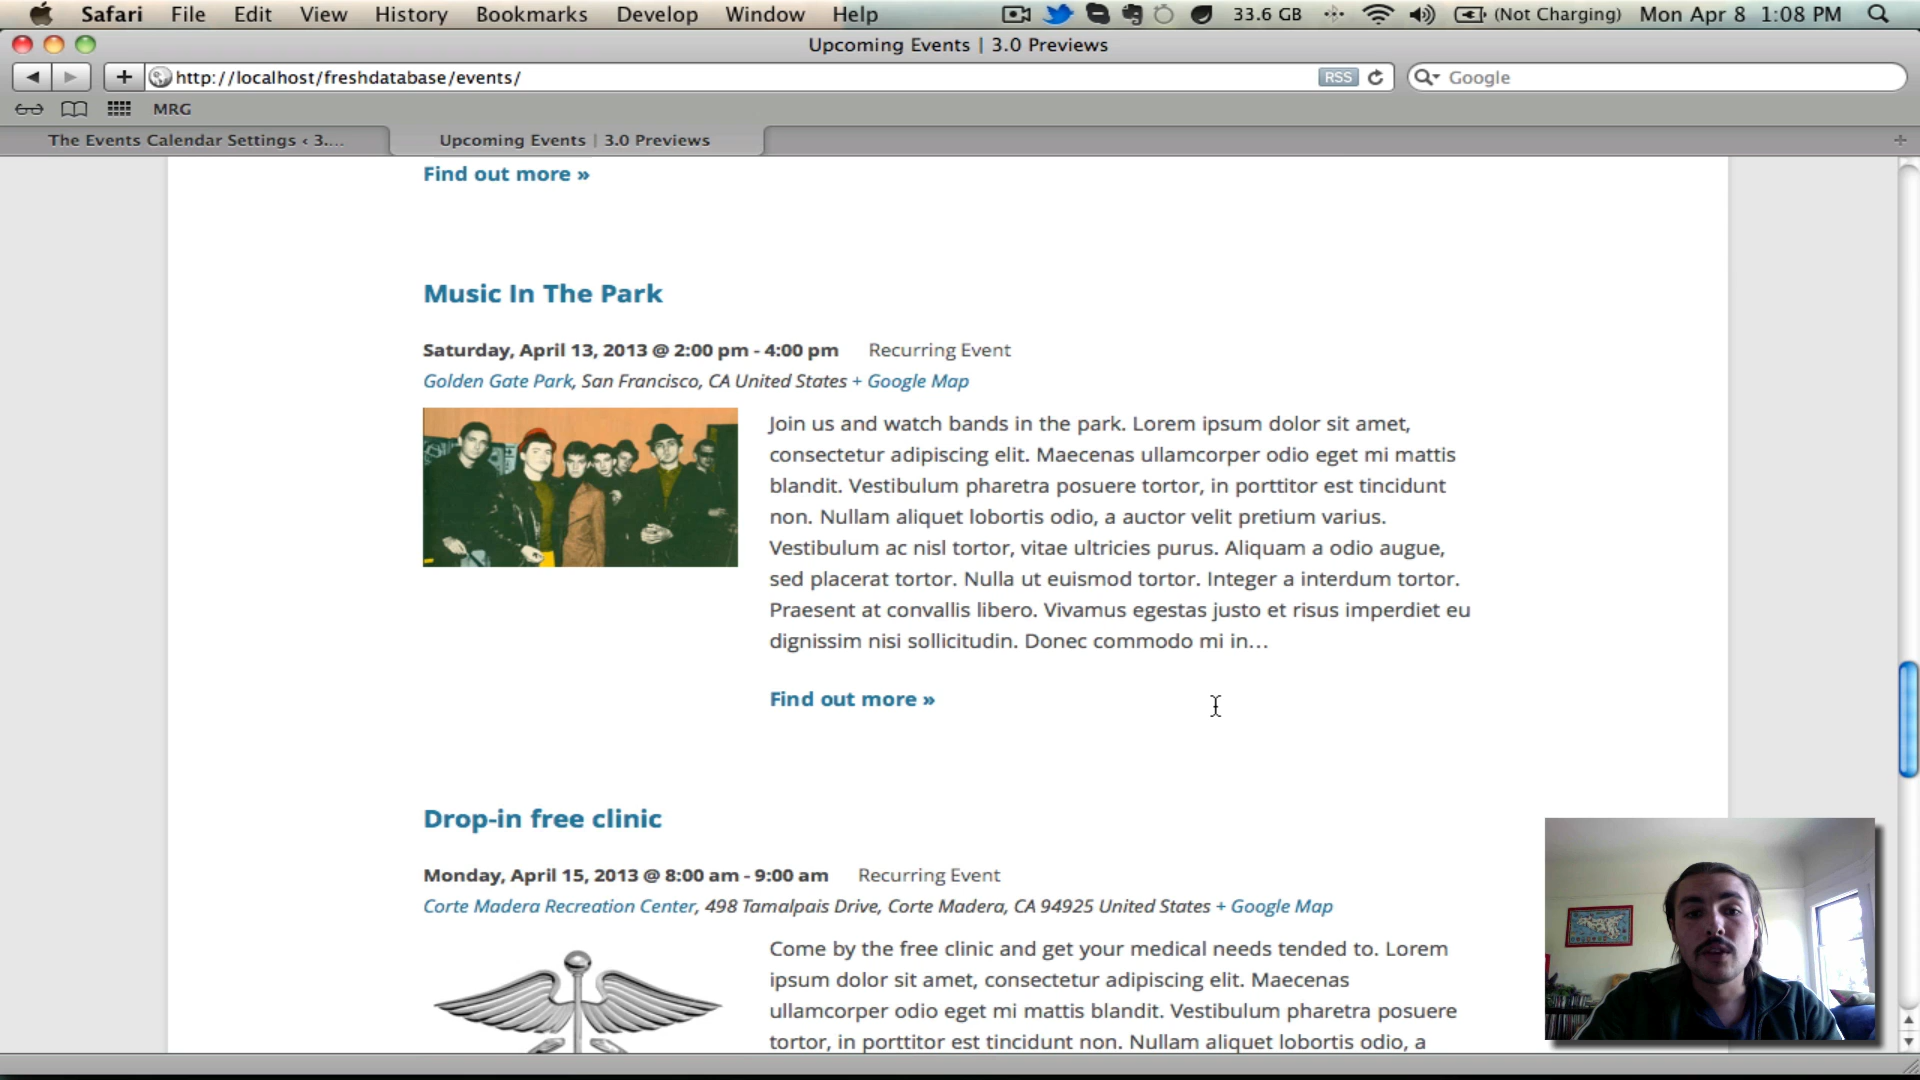 Safari File Edit View History Bookmarks Develop Window Help 33.6 GB (Not Charging) Mon Apr 8 1:08 PM
Upcoming Events | 3.0 Previews
http://localhost/freshdatabase/events/ RSS Google
MRG
The Events Calendar Settings ‹ 3.... Upcoming Events | 3.0 Previews
Find out more »
Music In The Park
Saturday, April 13, 2013 @ 2:00 pm - 4:00 pm Recurring Event
Golden Gate Park, San Francisco, CA United States + Google Map
Join us and watch bands in the park. Lorem ipsum dolor sit amet,
consectetur adipiscing elit. Maecenas ullamcorper odio eget mi mattis
blandit. Vestibulum pharetra posuere tortor, in porttitor est tincidunt
non. Nullam aliquet lobortis odio, a auctor velit pretium varius.
Vestibulum ac nisl tortor, vitae ultricies purus. Aliquam a odio augue,
sed placerat tortor. Nulla ut euismod tortor. Integer a interdum tortor.
Praesent at convallis libero. Vivamus egestas justo et risus imperdiet eu
dignissim nisi sollicitudin. Donec commodo mi in...
Find out more »
Drop-in free clinic
Monday, April 15, 2013 @ 8:00 am - 9:00 am Recurring Event
Corte Madera Recreation Center, 498 Tamalpais Drive, Corte Madera, CA 94925 United States + Google Map
Come by the free clinic and get your medical needs tended to. Lorem
ipsum dolor sit amet, consectetur adipiscing elit. Maecenas
ullamcorper odio eget mi mattis blandit. Vestibulum pharetra posuere
tortor, in porttitor est tincidunt non. Nullam aliquet lobortis odio, a